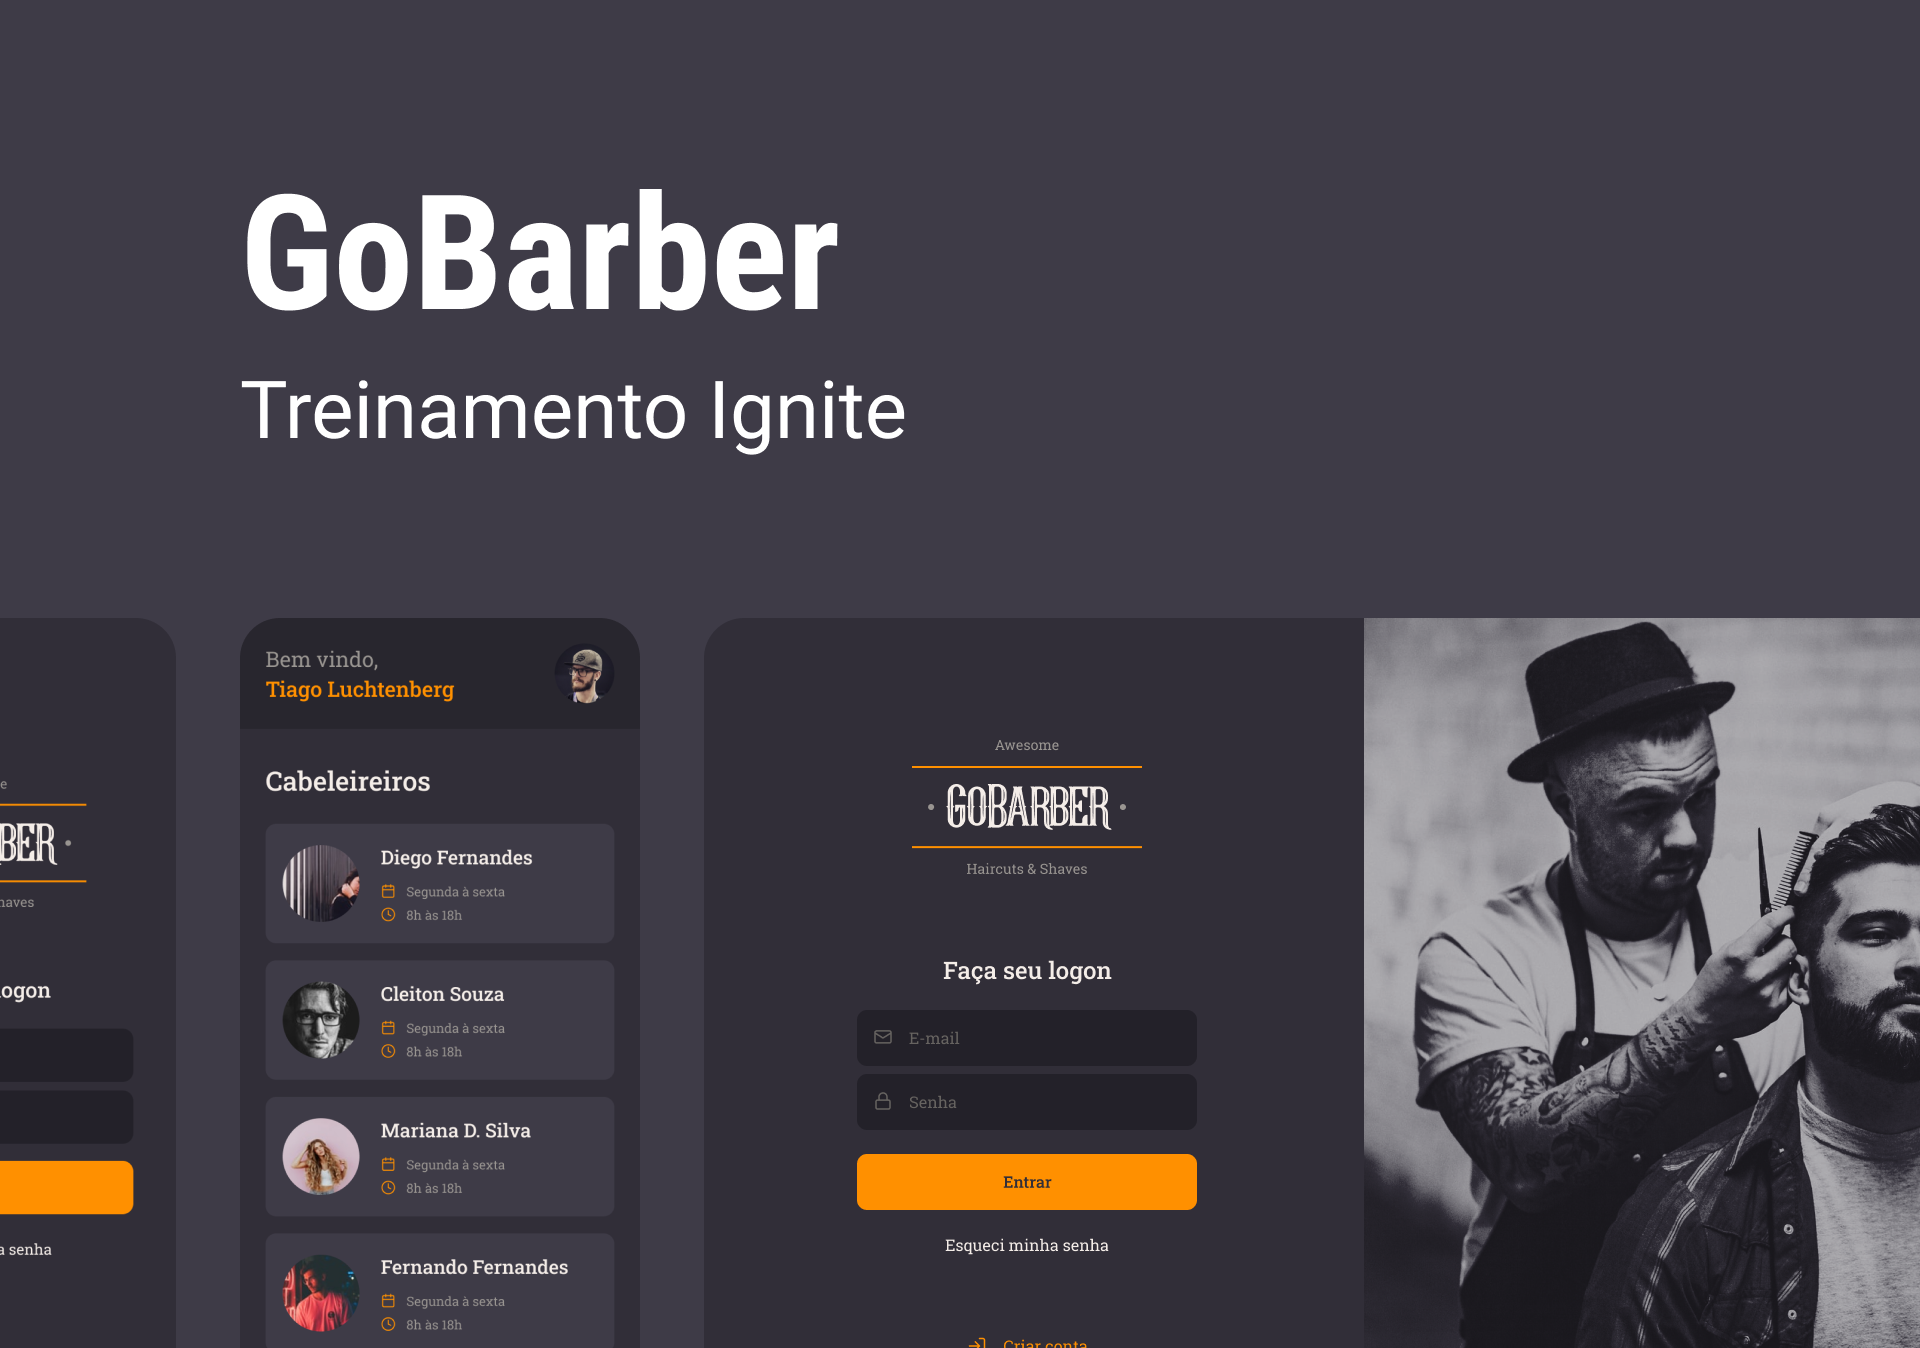 GoBarber
Treinamento Ignite
e
BER
haves
logon
a senha
Bem vindo,
Tiago Luchtenberg
Cabeleireiros
Diego Fernandes
Segunda à sexta
8h às 18h
Cleiton Souza
Segunda à sexta
8h às 18h
Mariana D. Silva
Segunda à sexta
8h às 18h
Fernando Fernandes
Segunda à sexta
8h às 18h
Awesome
• GOBARBER •
Haircuts & Shaves
Faça seu logon
E-mail
Senha
Entrar
Esqueci minha senha
Criar conta